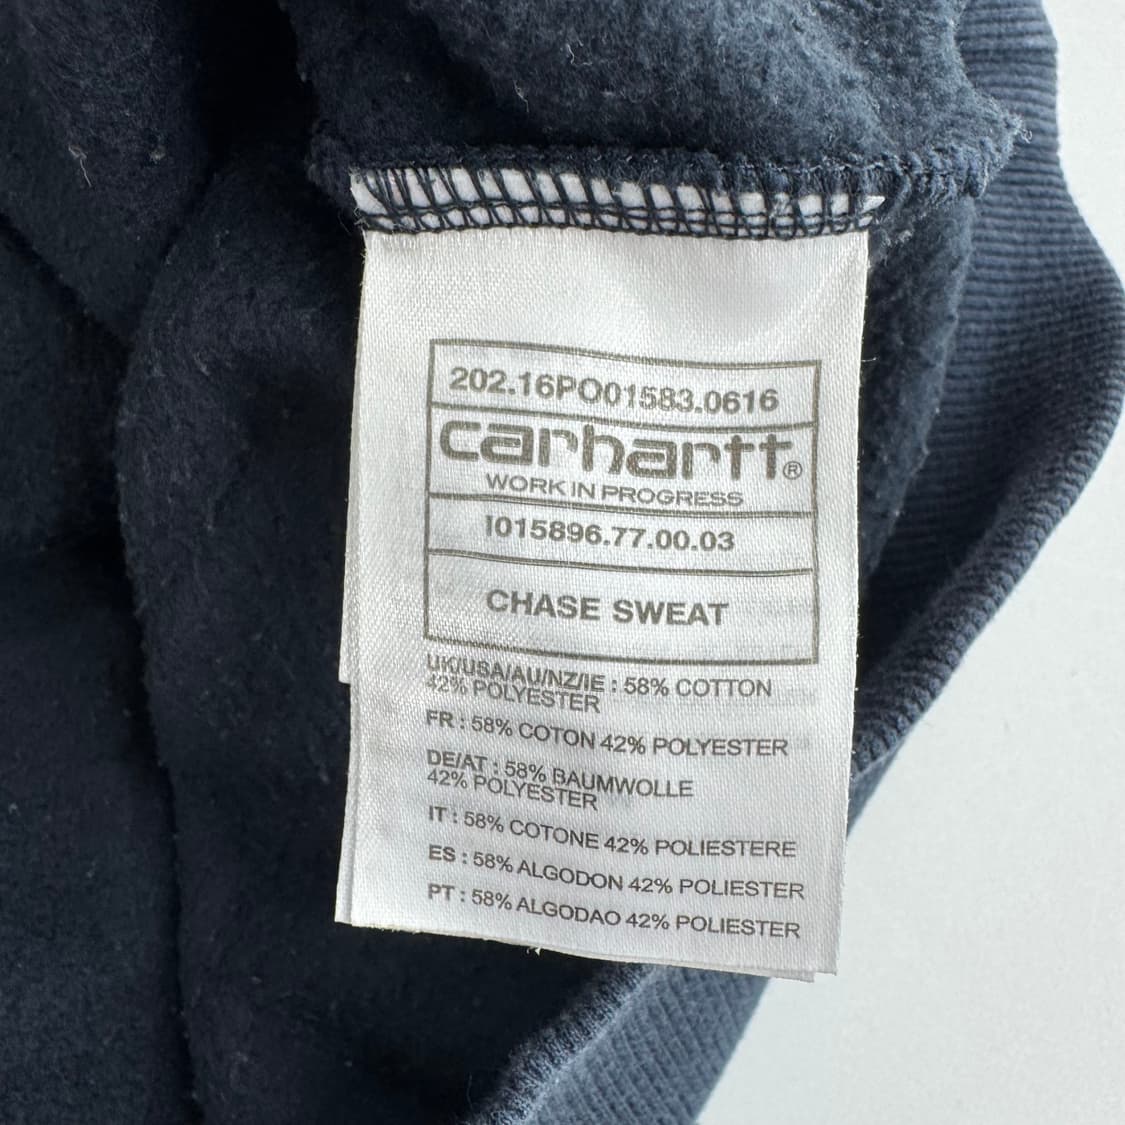 202.16PO01583.0616
carhartt®
WORK IN PROGRESS
I015896.77.00.03
CHASE SWEAT
UK/USA/AU/NZ/IE : 58% COTTON
42% POLYESTER
FR : 58% COTON 42% POLYESTER
DE/AT : 58% BAUMWOLLE
42% POLYESTER
IT : 58% COTONE 42% POLIESTERE
ES : 58% ALGODON 42% POLIESTER
PT : 58% ALGODAO 42% POLIESTER